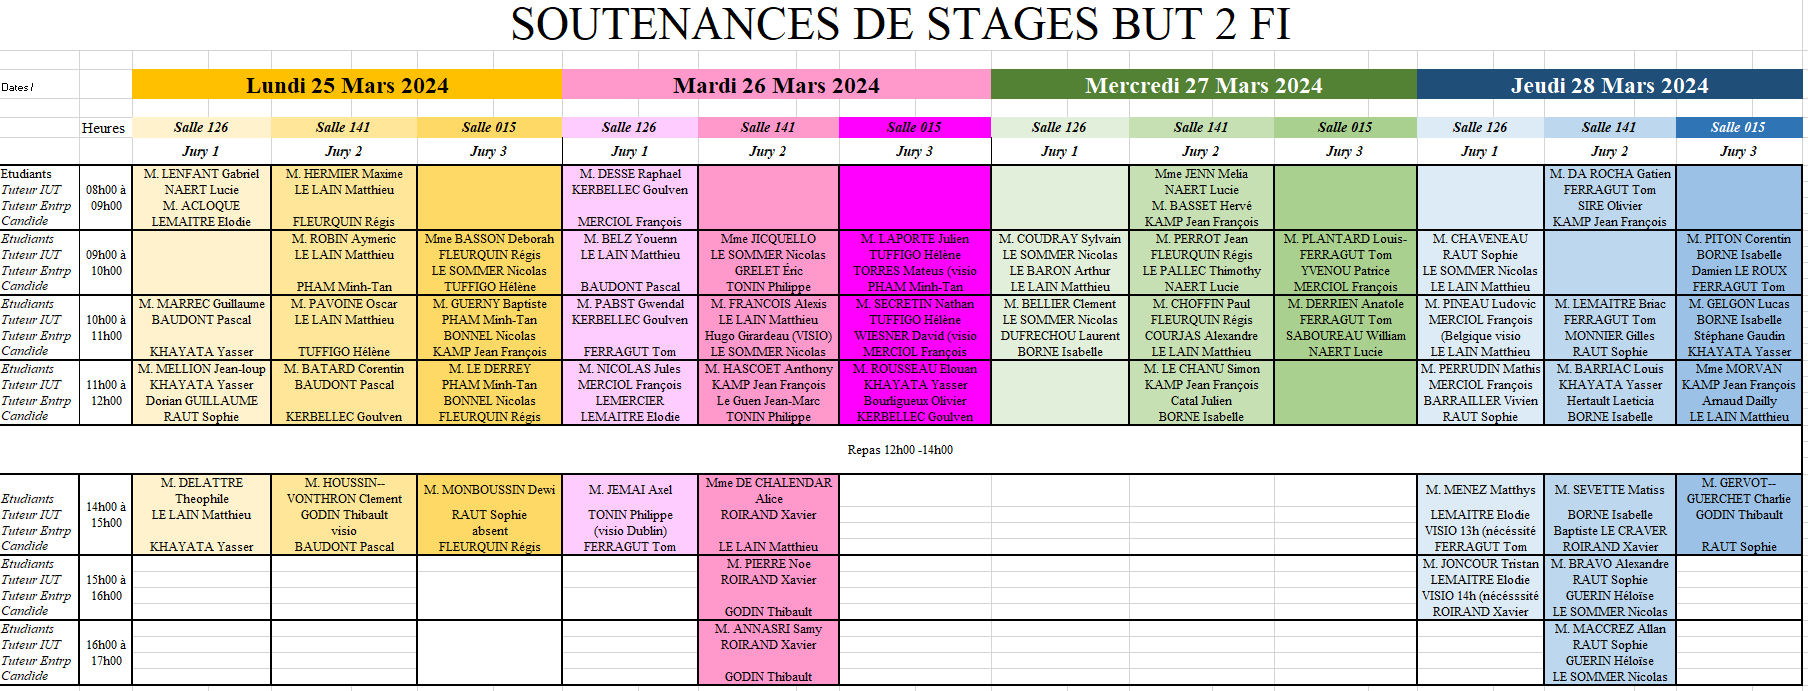 SOUTENANCES DE STAGES BUT 2 FI
Dates / Lundi 25 Mars 2024 Mardi 26 Mars 2024 Mercredi 27 Mars 2024 Jeudi 28 Mars 2024
Heures Salle 126 Salle 141 Salle 015 Salle 126 Salle 141 Salle 015 Salle 126 Salle 141 Salle 015 Salle 126 Salle 141 Salle 015
Jury 1 Jury 2 Jury 3 Jury 1 Jury 2 Jury 3 Jury 1 Jury 2 Jury 3 Jury 1 Jury 2 Jury 3
Etudiants M. LENFANT Gabriel M. HERMIER Maxime M. DESSE Raphael Mme JENN Melia M. DA ROCHA Gatien
Tuteur IUT 08h00 à NAERT Lucie LE LAIN Matthieu KERBELLEC Goulven NAERT Lucie FERRAGUT Tom
Tuteur Entrp 09h00 M. ACLOQUE M. BASSET Hervé SIRE Olivier
Candide LEMAITRE Elodie FLEURQUIN Régis MERCIOL François KAMP Jean François KAMP Jean François
Etudiants M. ROBIN Aymeric Mme BASSON Deborah M. BELZ Youenn Mme JICQUELLO M. LAPORTE Julien M. COUDRAY Sylvain M. PERROT Jean M. PLANTARD Louis- M. CHAVENEAU M. PITON Corentin
Tuteur IUT 09h00 à LE LAIN Matthieu FLEURQUIN Régis LE LAIN Matthieu LE SOMMER Nicolas TUFFIGO Hélène LE SOMMER Nicolas FLEURQUIN Régis FERRAGUT Tom RAUT Sophie BORNE Isabelle
Tuteur Entrp 10h00 LE SOMMER Nicolas GRELET Éric TORRES Mateus (visio LE BARON Arthur LE PALLEC Thimothy YVENOU Patrice LE SOMMER Nicolas Damien LE ROUX
Candide PHAM Minh-Tan TUFFIGO Hélène BAUDONT Pascal TONIN Philippe PHAM Minh-Tan LE LAIN Matthieu NAERT Lucie MERCIOL François LE LAIN Matthieu FERRAGUT Tom
Etudiants M. MARREC Guillaume M. PAVOINE Oscar M. GUERNY Baptiste M. PABST Gwendal M. FRANCOIS Alexis M. SECRETIN Nathan M. BELLIER Clement M. CHOFFIN Paul M. DERRIEN Anatole M. PINEAU Ludovic M. LEMAITRE Briac M. GELGON Lucas
Tuteur IUT 10h00 à BAUDONT Pascal LE LAIN Matthieu PHAM Minh-Tan KERBELLEC Goulven LE LAIN Matthieu TUFFIGO Hélène LE SOMMER Nicolas FLEURQUIN Régis FERRAGUT Tom MERCIOL François FERRAGUT Tom BORNE Isabelle
Tuteur Entrp 11h00 BONNEL Nicolas Hugo Girardeau (VISIO) WIESNER David (visio DUFRECHOU Laurent COURJAS Alexandre SABOUREAU William (Belgique visio MONNIER Gilles Stéphane Gaudin
Candide KHAYATA Yasser TUFFIGO Hélène KAMP Jean François FERRAGUT Tom LE SOMMER Nicolas MERCIOL François BORNE Isabelle LE LAIN Matthieu NAERT Lucie LE LAIN Matthieu RAUT Sophie KHAYATA Yasser
Etudiants M. MELLION Jean-loup M. BATARD Corentin M. LE DERREY M. NICOLAS Jules M. HASCOET Anthony M. ROUSSEAU Elouan M. LE CHANU Simon M. PERRUDIN Mathis M. BARRIAC Louis Mme MORVAN
Tuteur IUT 11h00 à KHAYATA Yasser BAUDONT Pascal PHAM Minh-Tan MERCIOL François KAMP Jean François KHAYATA Yasser KAMP Jean François MERCIOL François KHAYATA Yasser KAMP Jean François
Tuteur Entrp 12h00 Dorian GUILLAUME BONNEL Nicolas LEMERCIER Le Guen Jean-Marc Bourligueux Olivier Catal Julien BARRAILLER Vivien Hertault Laeticia Arnaud Dailly
Candide RAUT Sophie KERBELLEC Goulven FLEURQUIN Régis LEMAITRE Elodie TONIN Philippe KERBELLEC Goulven BORNE Isabelle RAUT Sophie BORNE Isabelle LE LAIN Matthieu
Repas 12h00 -14h00
Etudiants M. DELATTRE Theophile M. HOUSSIN-- VONTHRON Clement M. MONBOUSSIN Dewi M. JEMAI Axel Mme DE CHALENDAR Alice M. MENEZ Matthys M. SEVETTE Matiss M. GERVOT-- GUERCHET Charlie
Tuteur IUT 14h00 à LE LAIN Matthieu GODIN Thibault RAUT Sophie TONIN Philippe ROIRAND Xavier LEMAITRE Elodie BORNE Isabelle GODIN Thibault
Tuteur Entrp 15h00 visio absent (visio Dublin) VISIO 13h (nécéssité Baptiste LE CRAVER
Candide KHAYATA Yasser BAUDONT Pascal FLEURQUIN Régis FERRAGUT Tom LE LAIN Matthieu FERRAGUT Tom ROIRAND Xavier RAUT Sophie
Etudiants M. PIERRE Noe M. JONCOUR Tristan M. BRAVO Alexandre
Tuteur IUT 15h00 à ROIRAND Xavier LEMAITRE Elodie RAUT Sophie
Tuteur Entrp 16h00 VISIO 14h (nécésssité GUERIN Héloïse
Candide GODIN Thibault ROIRAND Xavier LE SOMMER Nicolas
Etudiants M. ANNASRI Samy M. MACCREZ Allan
Tuteur IUT 16h00 à ROIRAND Xavier RAUT Sophie
Tuteur Entrp 17h00 GUERIN Héloïse
Candide GODIN Thibault LE SOMMER Nicolas